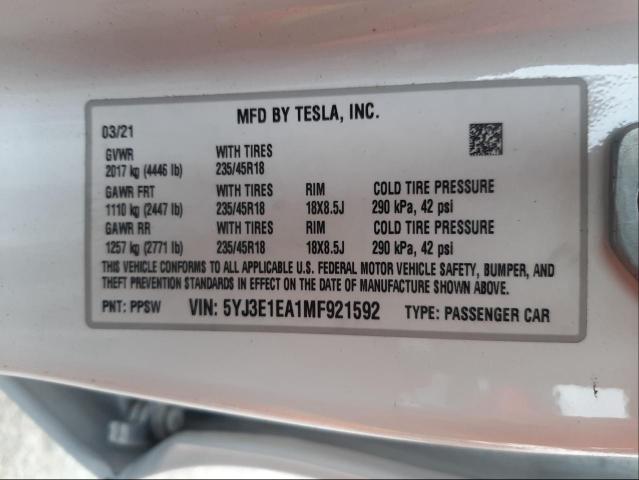 MFD BY TESLA, INC.
03/21
GVWR WITH TIRES
2017 kg (4446 lb) 235/45R18
GAWR FRT WITH TIRES RIM COLD TIRE PRESSURE
1110 kg (2447 lb) 235/45R18 18X8.5J 290 kPa, 42 psi
GAWR RR WITH TIRES RIM COLD TIRE PRESSURE
1257 kg (2771 lb) 235/45R18 18X8.5J 290 kPa, 42 psi
THIS VEHICLE CONFORMS TO ALL APPLICABLE U.S. FEDERAL MOTOR VEHICLE SAFETY, BUMPER, AND
THEFT PREVENTION STANDARDS IN EFFECT ON THE DATE OF MANUFACTURE SHOWN ABOVE.
PNT: PPSW VIN: 5YJ3E1EA1MF921592 TYPE: PASSENGER CAR